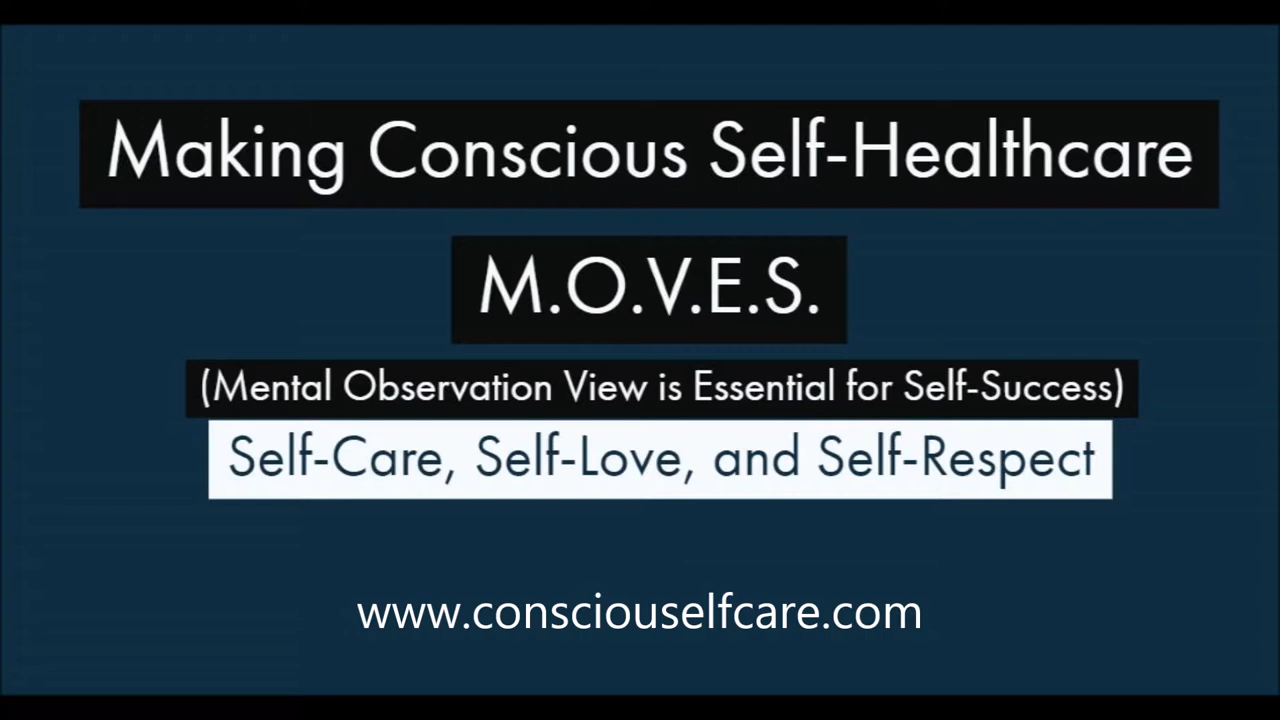 Making Conscious Self-Healthcare
M.O.V.E.S.
(Mental Observation View is Essential for Self-Success)
Self-Care, Self-Love, and Self-Respect
www.consciouselfcare.com